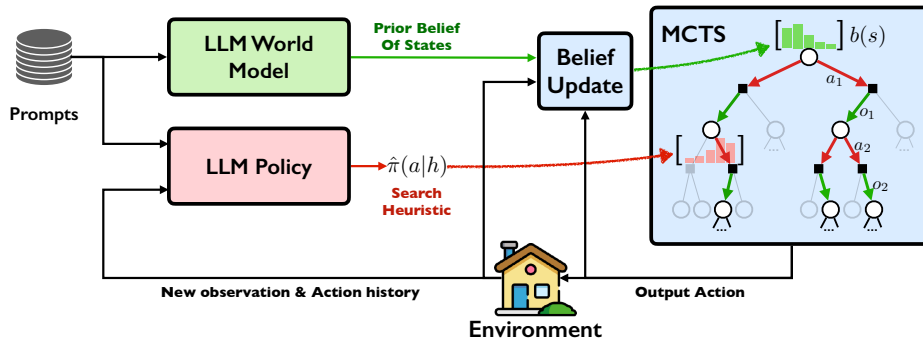 Prompts
LLM World
Model
Prior Belief
Of States
Belief
Update
LLM Policy
π̂(a|h)
Search
Heuristic
MCTS
[ ] b(s)
a₁
o₁
[ ]
a₂
o₂
...
...
...
...
...
New observation & Action history
Output Action
Environment